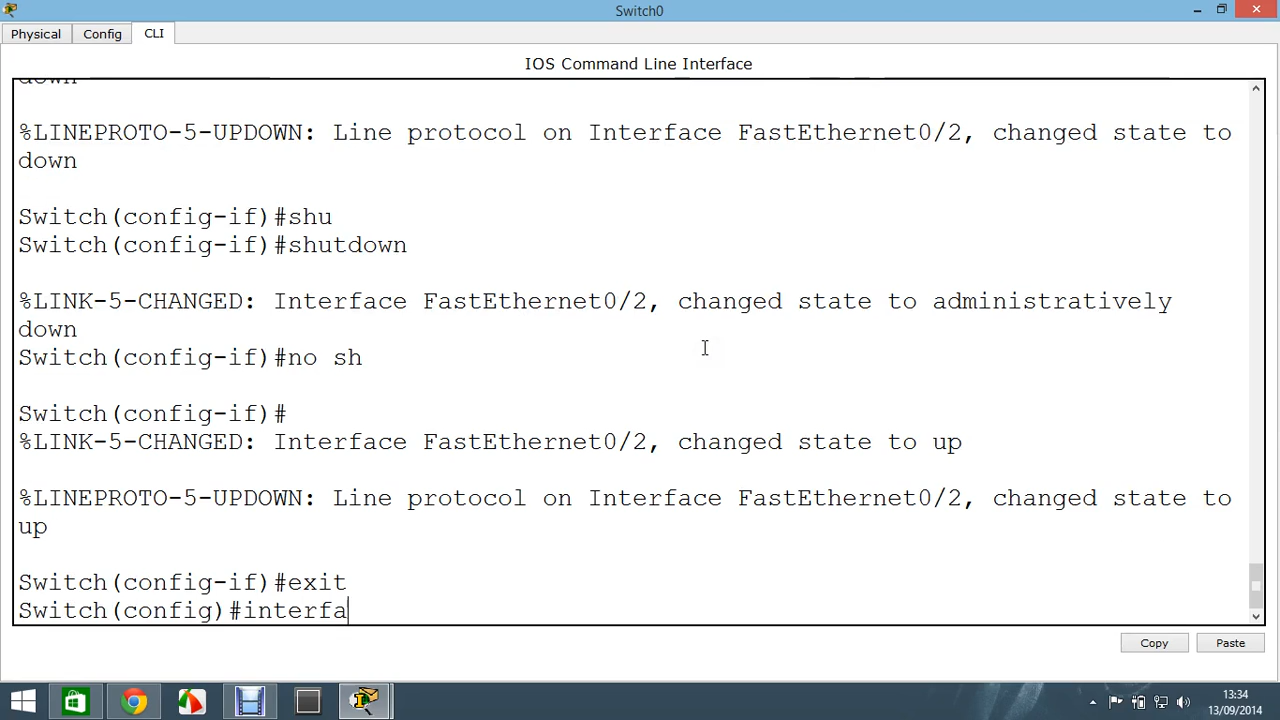 Switch0
Physical Config CLI
IOS Command Line Interface
down
%LINEPROTO-5-UPDOWN: Line protocol on Interface FastEthernet0/2, changed state to
down
Switch(config-if)#shu
Switch(config-if)#shutdown
%LINK-5-CHANGED: Interface FastEthernet0/2, changed state to administratively
down
Switch(config-if)#no sh
Switch(config-if)#
%LINK-5-CHANGED: Interface FastEthernet0/2, changed state to up
%LINEPROTO-5-UPDOWN: Line protocol on Interface FastEthernet0/2, changed state to
up
Switch(config-if)#exit
Switch(config)#interfa
Copy Paste
13:34
13/09/2014